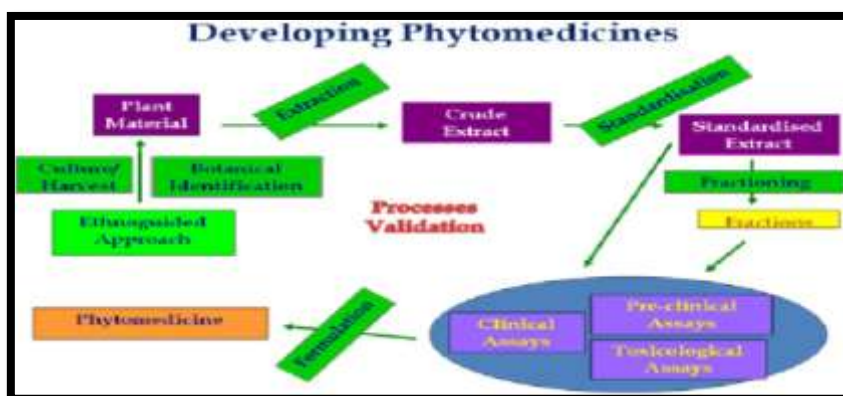 Developing Phytomedicines
Plant
Material
Extraction
Crude
Extract
Standardisation
Standardised
Extract
Culture/
Harvest
Botanical
Identification
Ethnoguided
Approach
Processes
Validation
Fractioning
Fractions
Phytomedicine
Formulation
Clinical
Assays
Pre-clinical
Assays
Toxicological
Assays